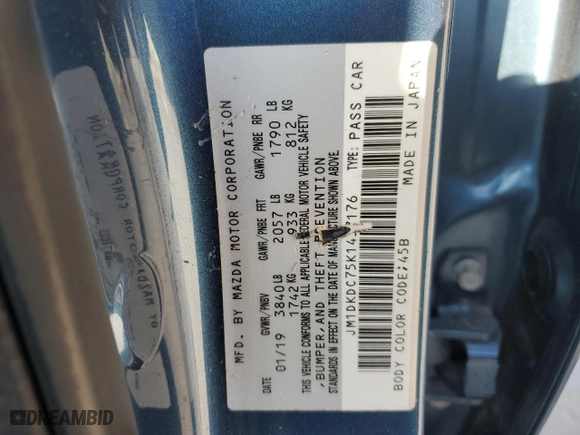 MFD. BY MAZDA MOTOR CORPORATION
DATE GVWR/PNBV GAWR/PNBE FRT GAWR/PNBE RR
01/19 3840LB 2057 LB 1790 LB
1742 KG 933 KG 812 KG
THIS VEHICLE CONFORMS TO ALL APPLICABLE FEDERAL MOTOR VEHICLE SAFETY
,BUMPER,AND THEFT PREVENTION
STANDARDS IN EFFECT ON THE DATE OF MANUFACTURE SHOWN ABOVE.
TYPE: PASS CAR
BODY COLOR CODE:45B MADE IN JAPAN
DREAMBID